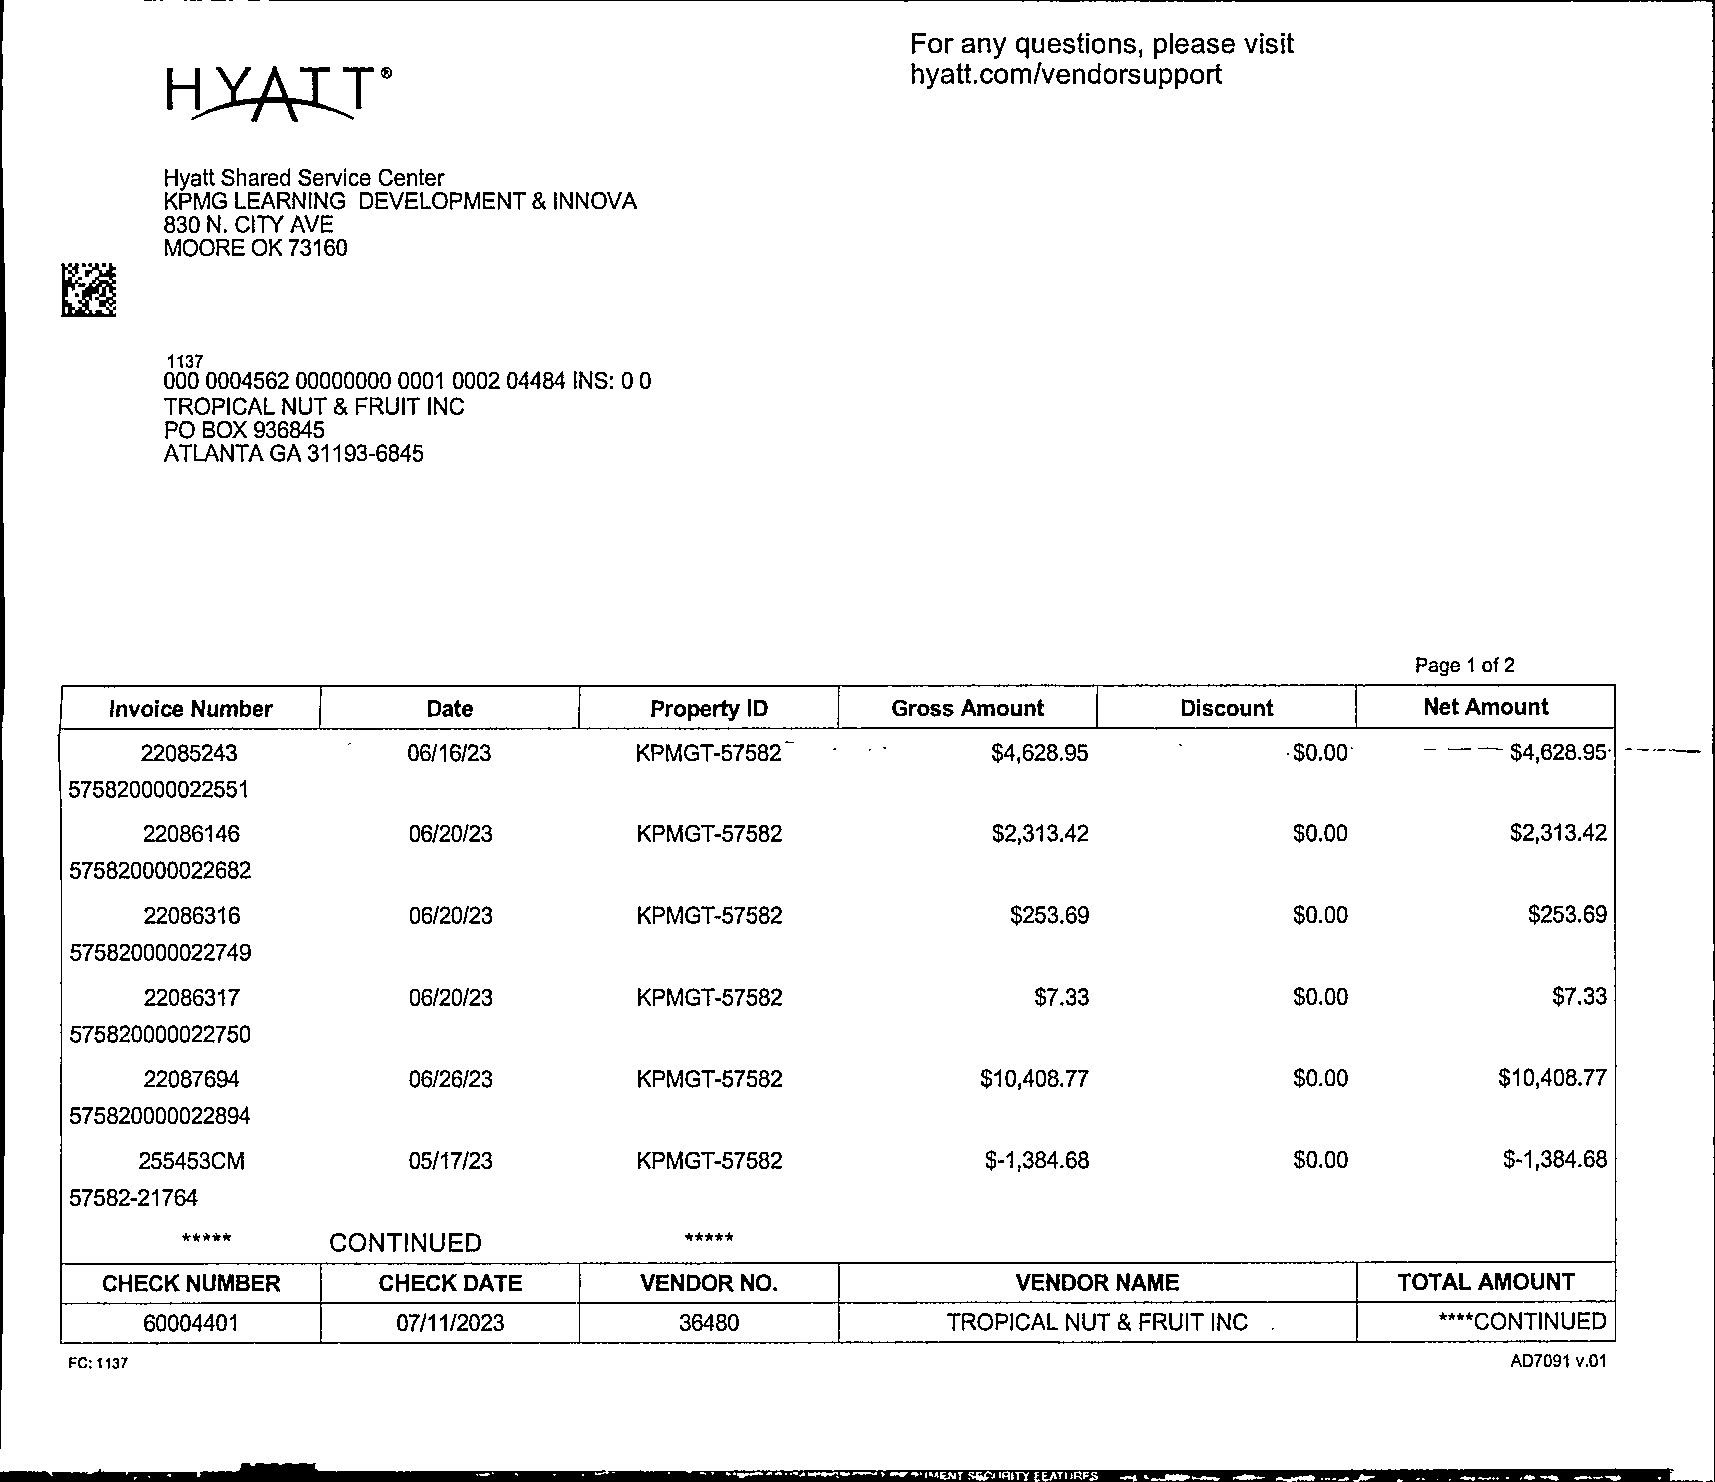 For any questions, please visit
hyatt.com/vendorsupport
HYATT®
Hyatt Shared Service Center
KPMG LEARNING DEVELOPMENT & INNOVA
830 N. CITY AVE
MOORE OK 73160
1137
000 0004562 00000000 0001 0002 04484 INS: 0 0
TROPICAL NUT & FRUIT INC
PO BOX 936845
ATLANTA GA 31193-6845
Page 1 of 2
Invoice Number Date Property ID Gross Amount Discount Net Amount
22085243 06/16/23 KPMGT-57582 $4,628.95 $0.00 $4,628.95
575820000022551
22086146 06/20/23 KPMGT-57582 $2,313.42 $0.00 $2,313.42
575820000022682
22086316 06/20/23 KPMGT-57582 $253.69 $0.00 $253.69
575820000022749
22086317 06/20/23 KPMGT-57582 $7.33 $0.00 $7.33
575820000022750
22087694 06/26/23 KPMGT-57582 $10,408.77 $0.00 $10,408.77
575820000022894
255453CM 05/17/23 KPMGT-57582 $-1,384.68 $0.00 $-1,384.68
57582-21764
***** CONTINUED *****
CHECK NUMBER CHECK DATE VENDOR NO. VENDOR NAME TOTAL AMOUNT
60004401 07/11/2023 36480 TROPICAL NUT & FRUIT INC ****CONTINUED
FC: 1137 AD7091 v.01
SECURITY FEATURES